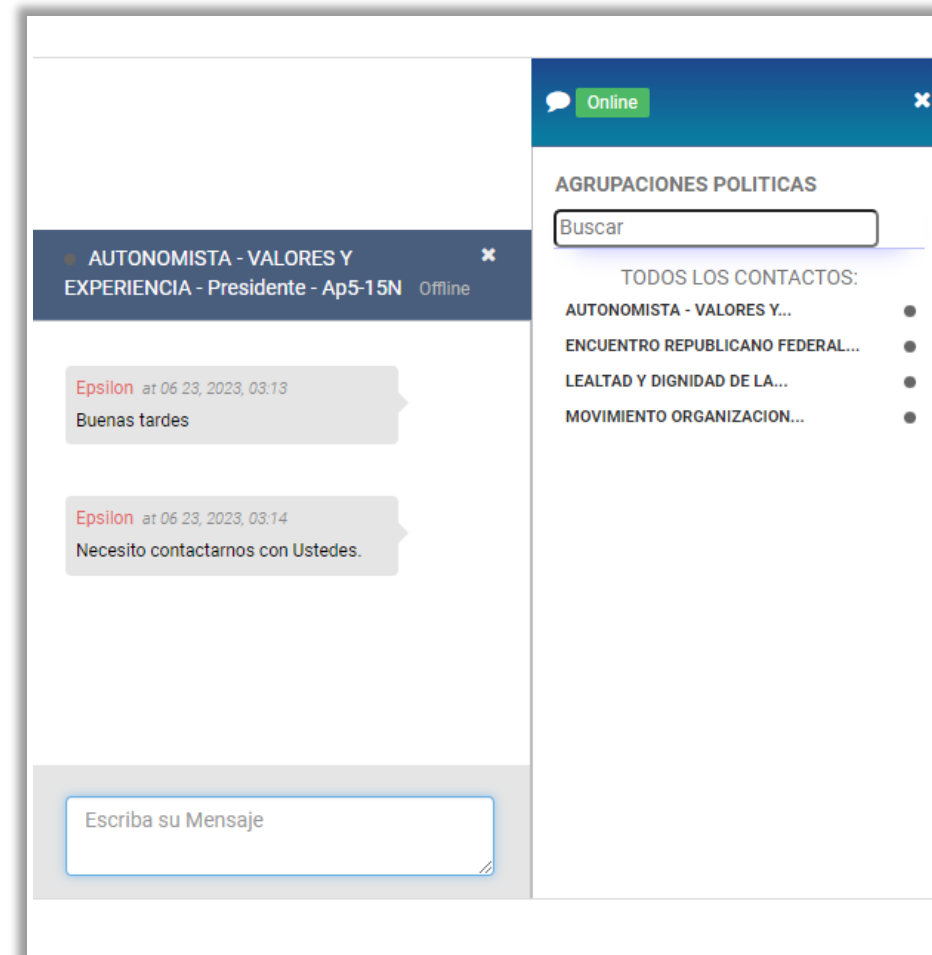 AUTONOMISTA - VALORES Y
EXPERIENCIA - Presidente - Ap5-15N Offline
Epsilon at 06 23, 2023, 03:13
Buenas tardes
Epsilon at 06 23, 2023, 03:14
Necesito contactarnos con Ustedes.
Escriba su Mensaje
Online
AGRUPACIONES POLITICAS
Buscar
TODOS LOS CONTACTOS:
AUTONOMISTA - VALORES Y...
ENCUENTRO REPUBLICANO FEDERAL...
LEALTAD Y DIGNIDAD DE LA...
MOVIMIENTO ORGANIZACION...